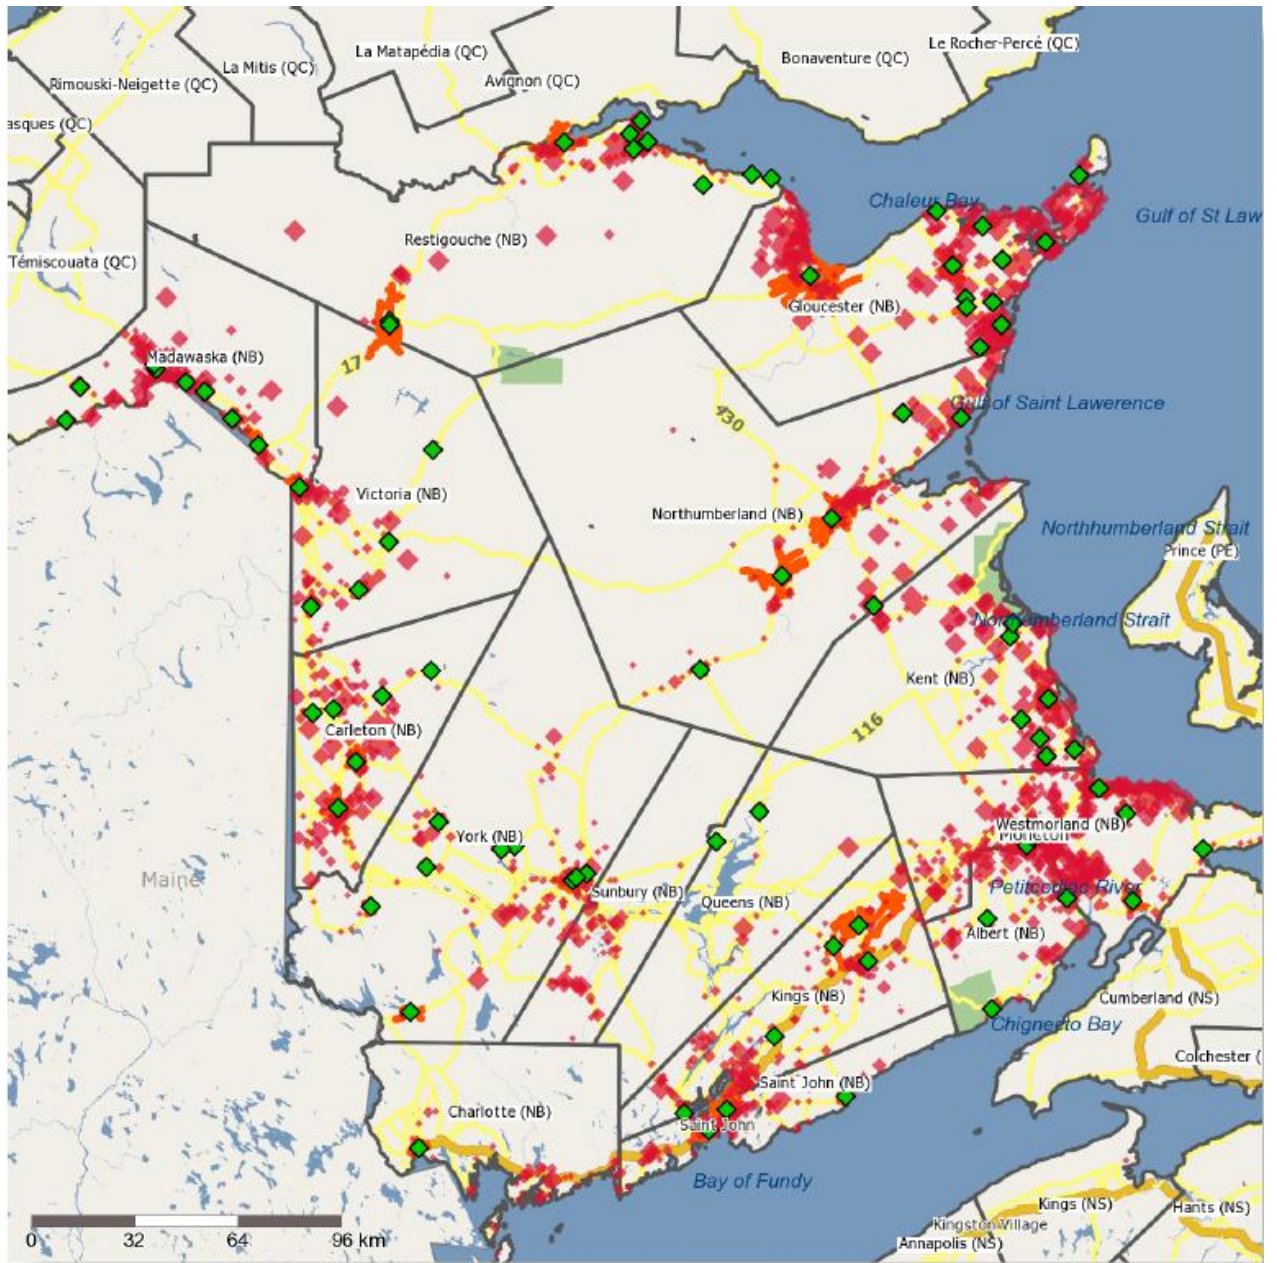 Le Rocher-Percé (QC)
La Matapédia (QC)
Bonaventure (QC)
La Mitis (QC)
Rimouski-Neigette (QC)
Avignon (QC)
asques (QC)
Chaleur Bay
Gulf of St Law
Restigouche (NB)
Témiscouata (QC)
Gloucester (NB)
Madawaska (NB)
17
Gulf of Saint Lawerence
430
Victoria (NB)
Northumberland (NB)
Northhumberland Strait
Prince (PE)
Northumberland Strait
Kent (NB)
116
Carleton (NB)
Westmorland (NB)
Moncton
York (NB)
Maine
Petitcodiac River
Sunbury (NB)
Queens (NB)
Albert (NB)
Kings (NB)
Cumberland (NS)
Chignecto Bay
Colchester (
Saint John (NB)
Charlotte (NB)
Saint John
Bay of Fundy
Kings (NS)
Hants (NS)
Kingston Village
Annapolis (NS)
0 32 64 96 km